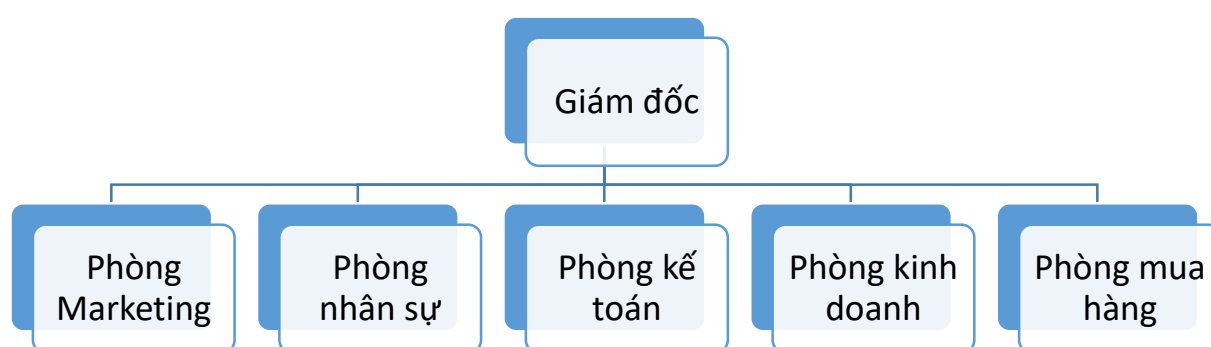 Giám đốc
Phòng
Marketing
Phòng
nhân sự
Phòng kế
toán
Phòng kinh
doanh
Phòng mua
hàng